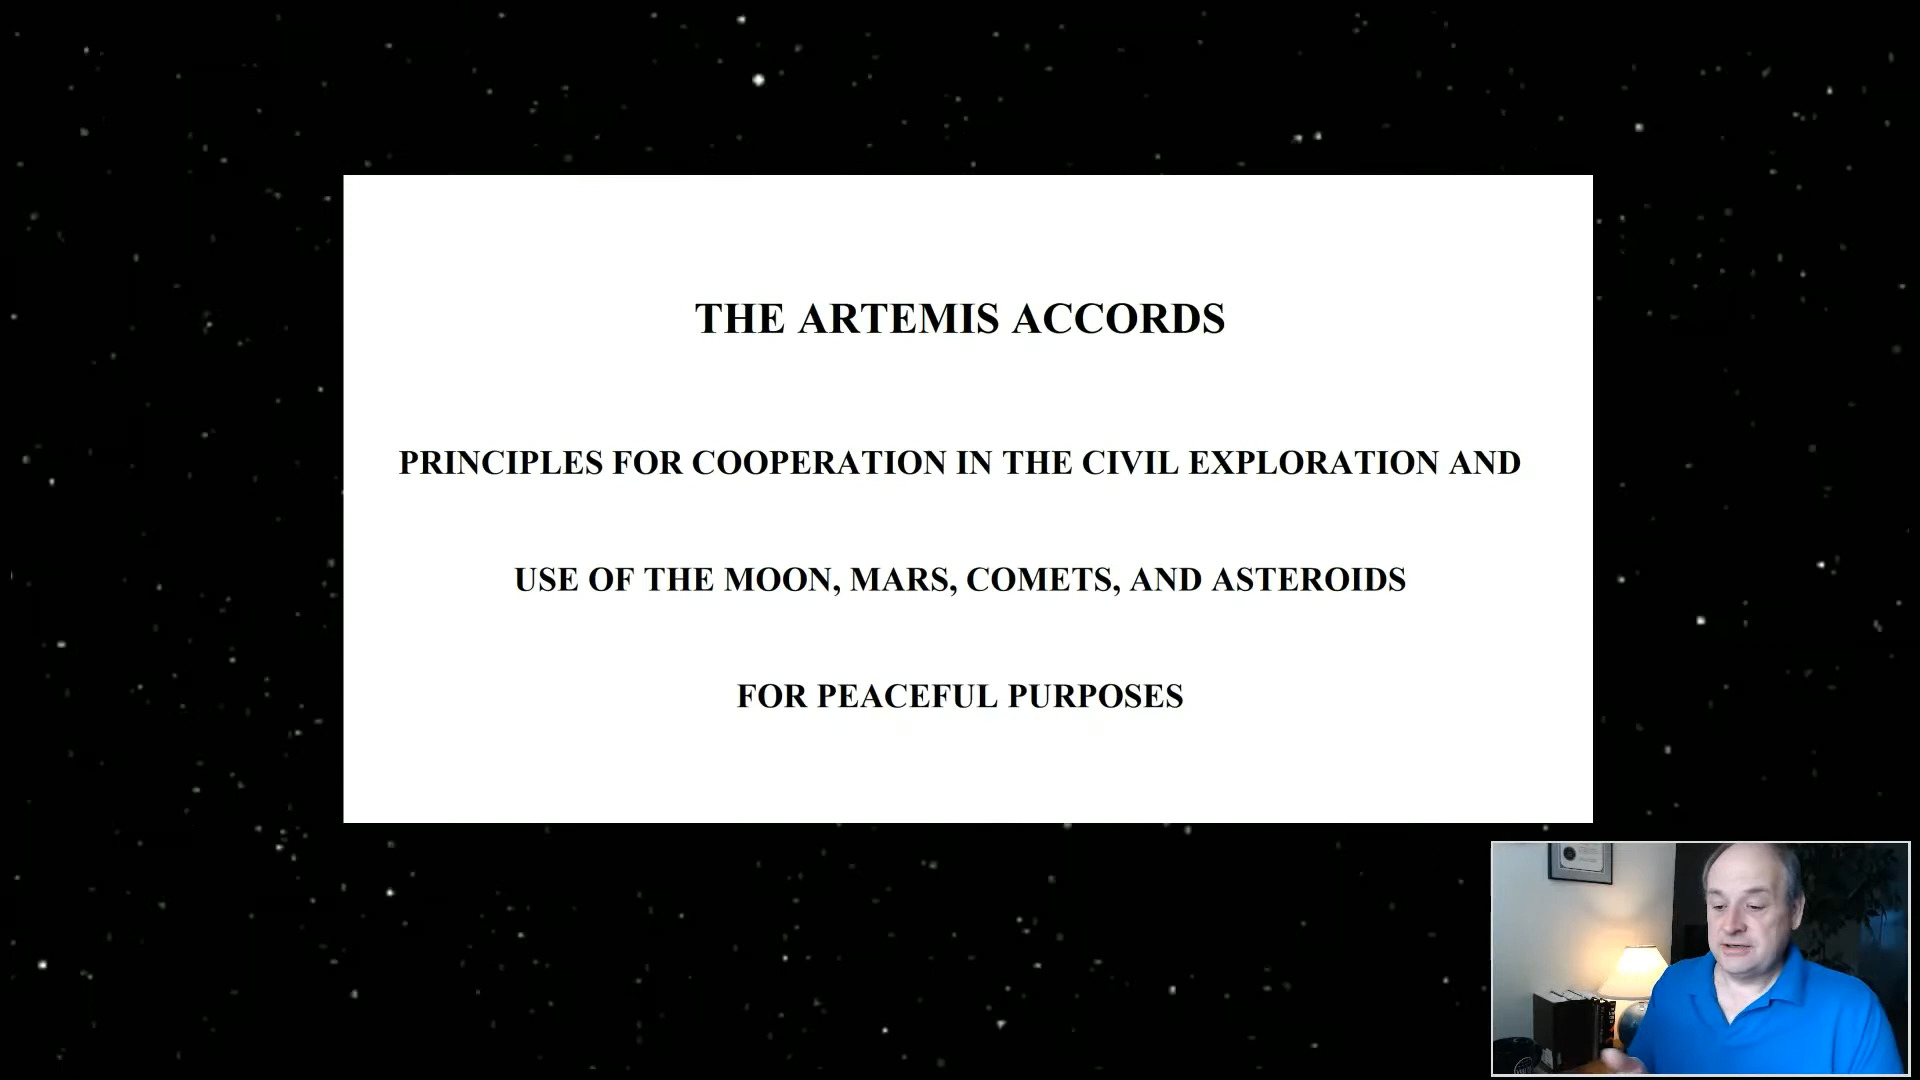 THE ARTEMIS ACCORDS
PRINCIPLES FOR COOPERATION IN THE CIVIL EXPLORATION AND
USE OF THE MOON, MARS, COMETS, AND ASTEROIDS
FOR PEACEFUL PURPOSES